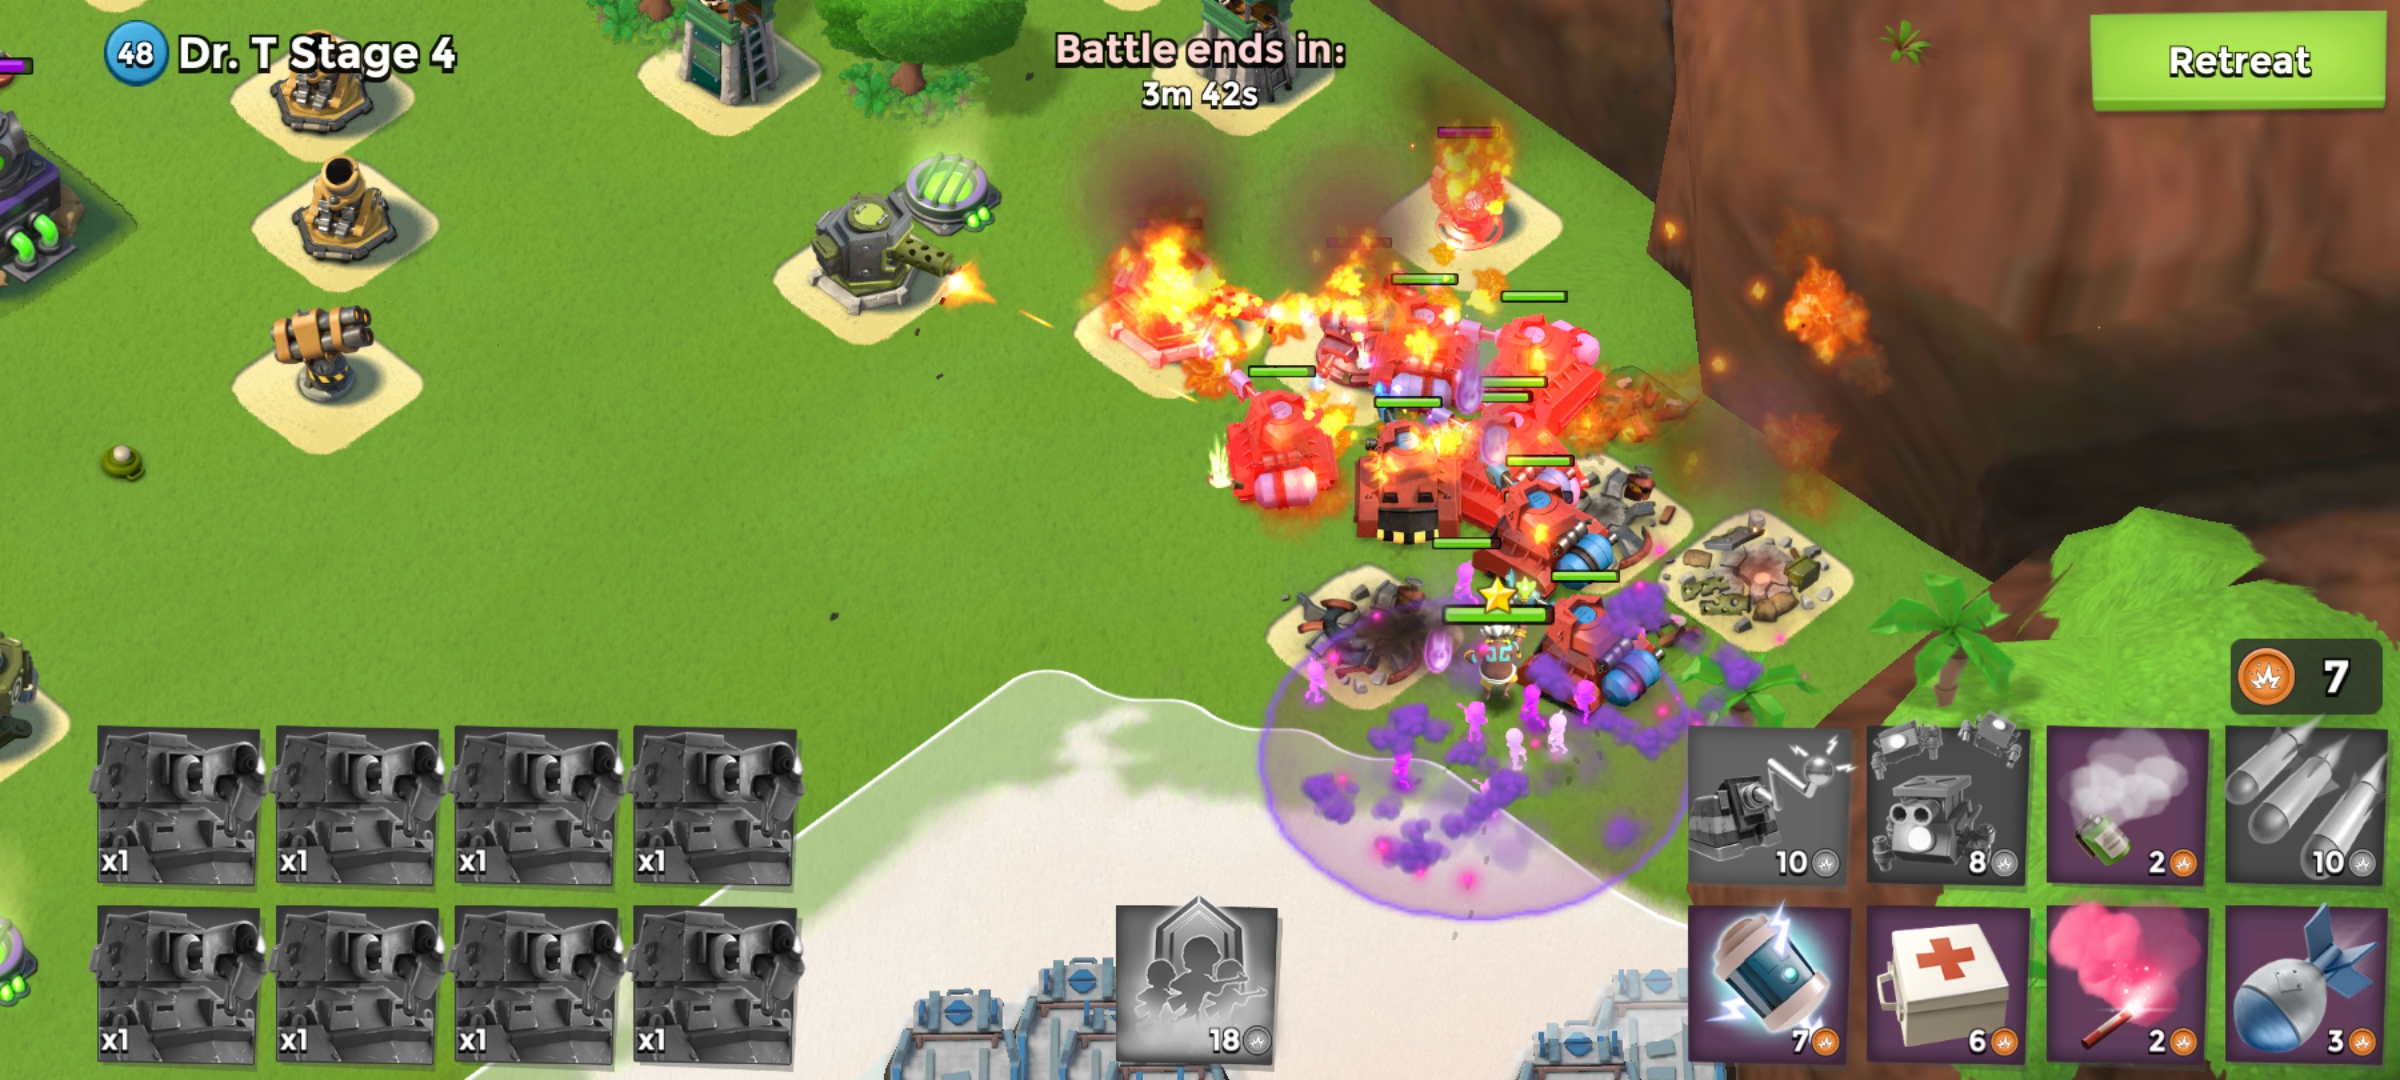 48 Dr. T Stage 4
Battle ends in:
3m 42s
Retreat
7
x1 x1 x1 x1
10 8 2 10
x1 x1 x1 x1
18
7 6 2 3